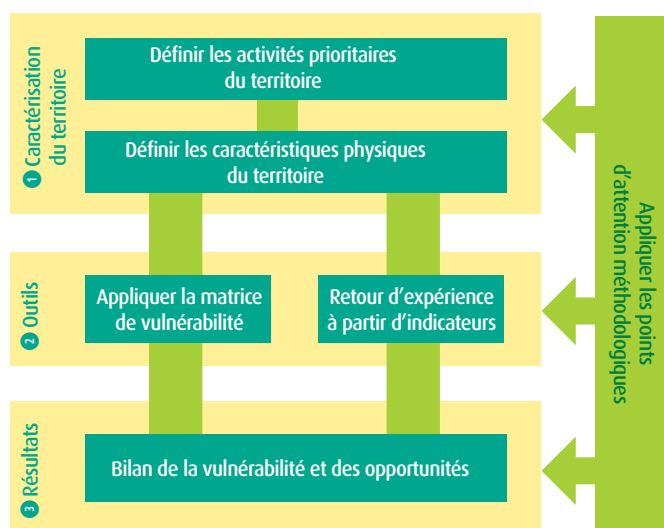 1 Caractérisation
du territoire
Définir les activités prioritaires
du territoire
Définir les caractéristiques physiques
du territoire
2 Outils
Appliquer la matrice
de vulnérabilité
Retour d’expérience
à partir d’indicateurs
3 Résultats
Bilan de la vulnérabilité et des opportunités
Appliquer les points
d’attention méthodologiques